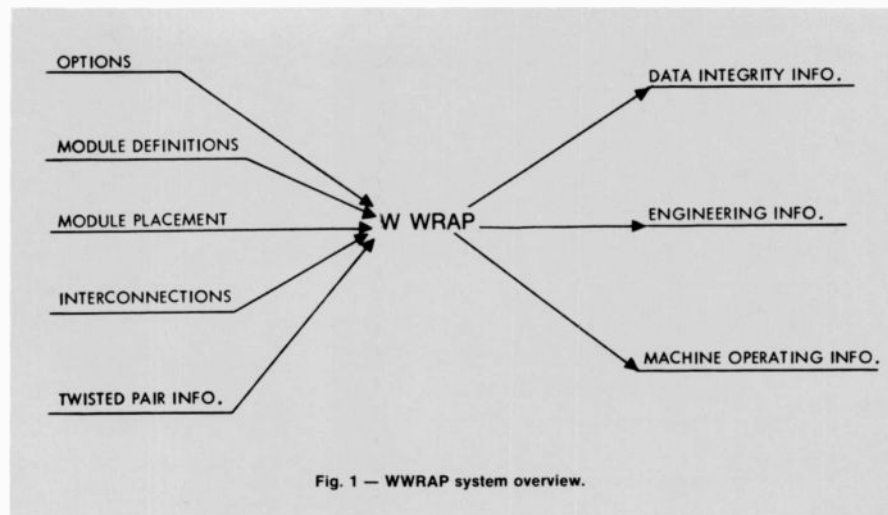 OPTIONS
MODULE DEFINITIONS
MODULE PLACEMENT
INTERCONNECTIONS
TWISTED PAIR INFO.
W WRAP
DATA INTEGRITY INFO.
ENGINEERING INFO.
MACHINE OPERATING INFO.
Fig. 1 — WWRAP system overview.